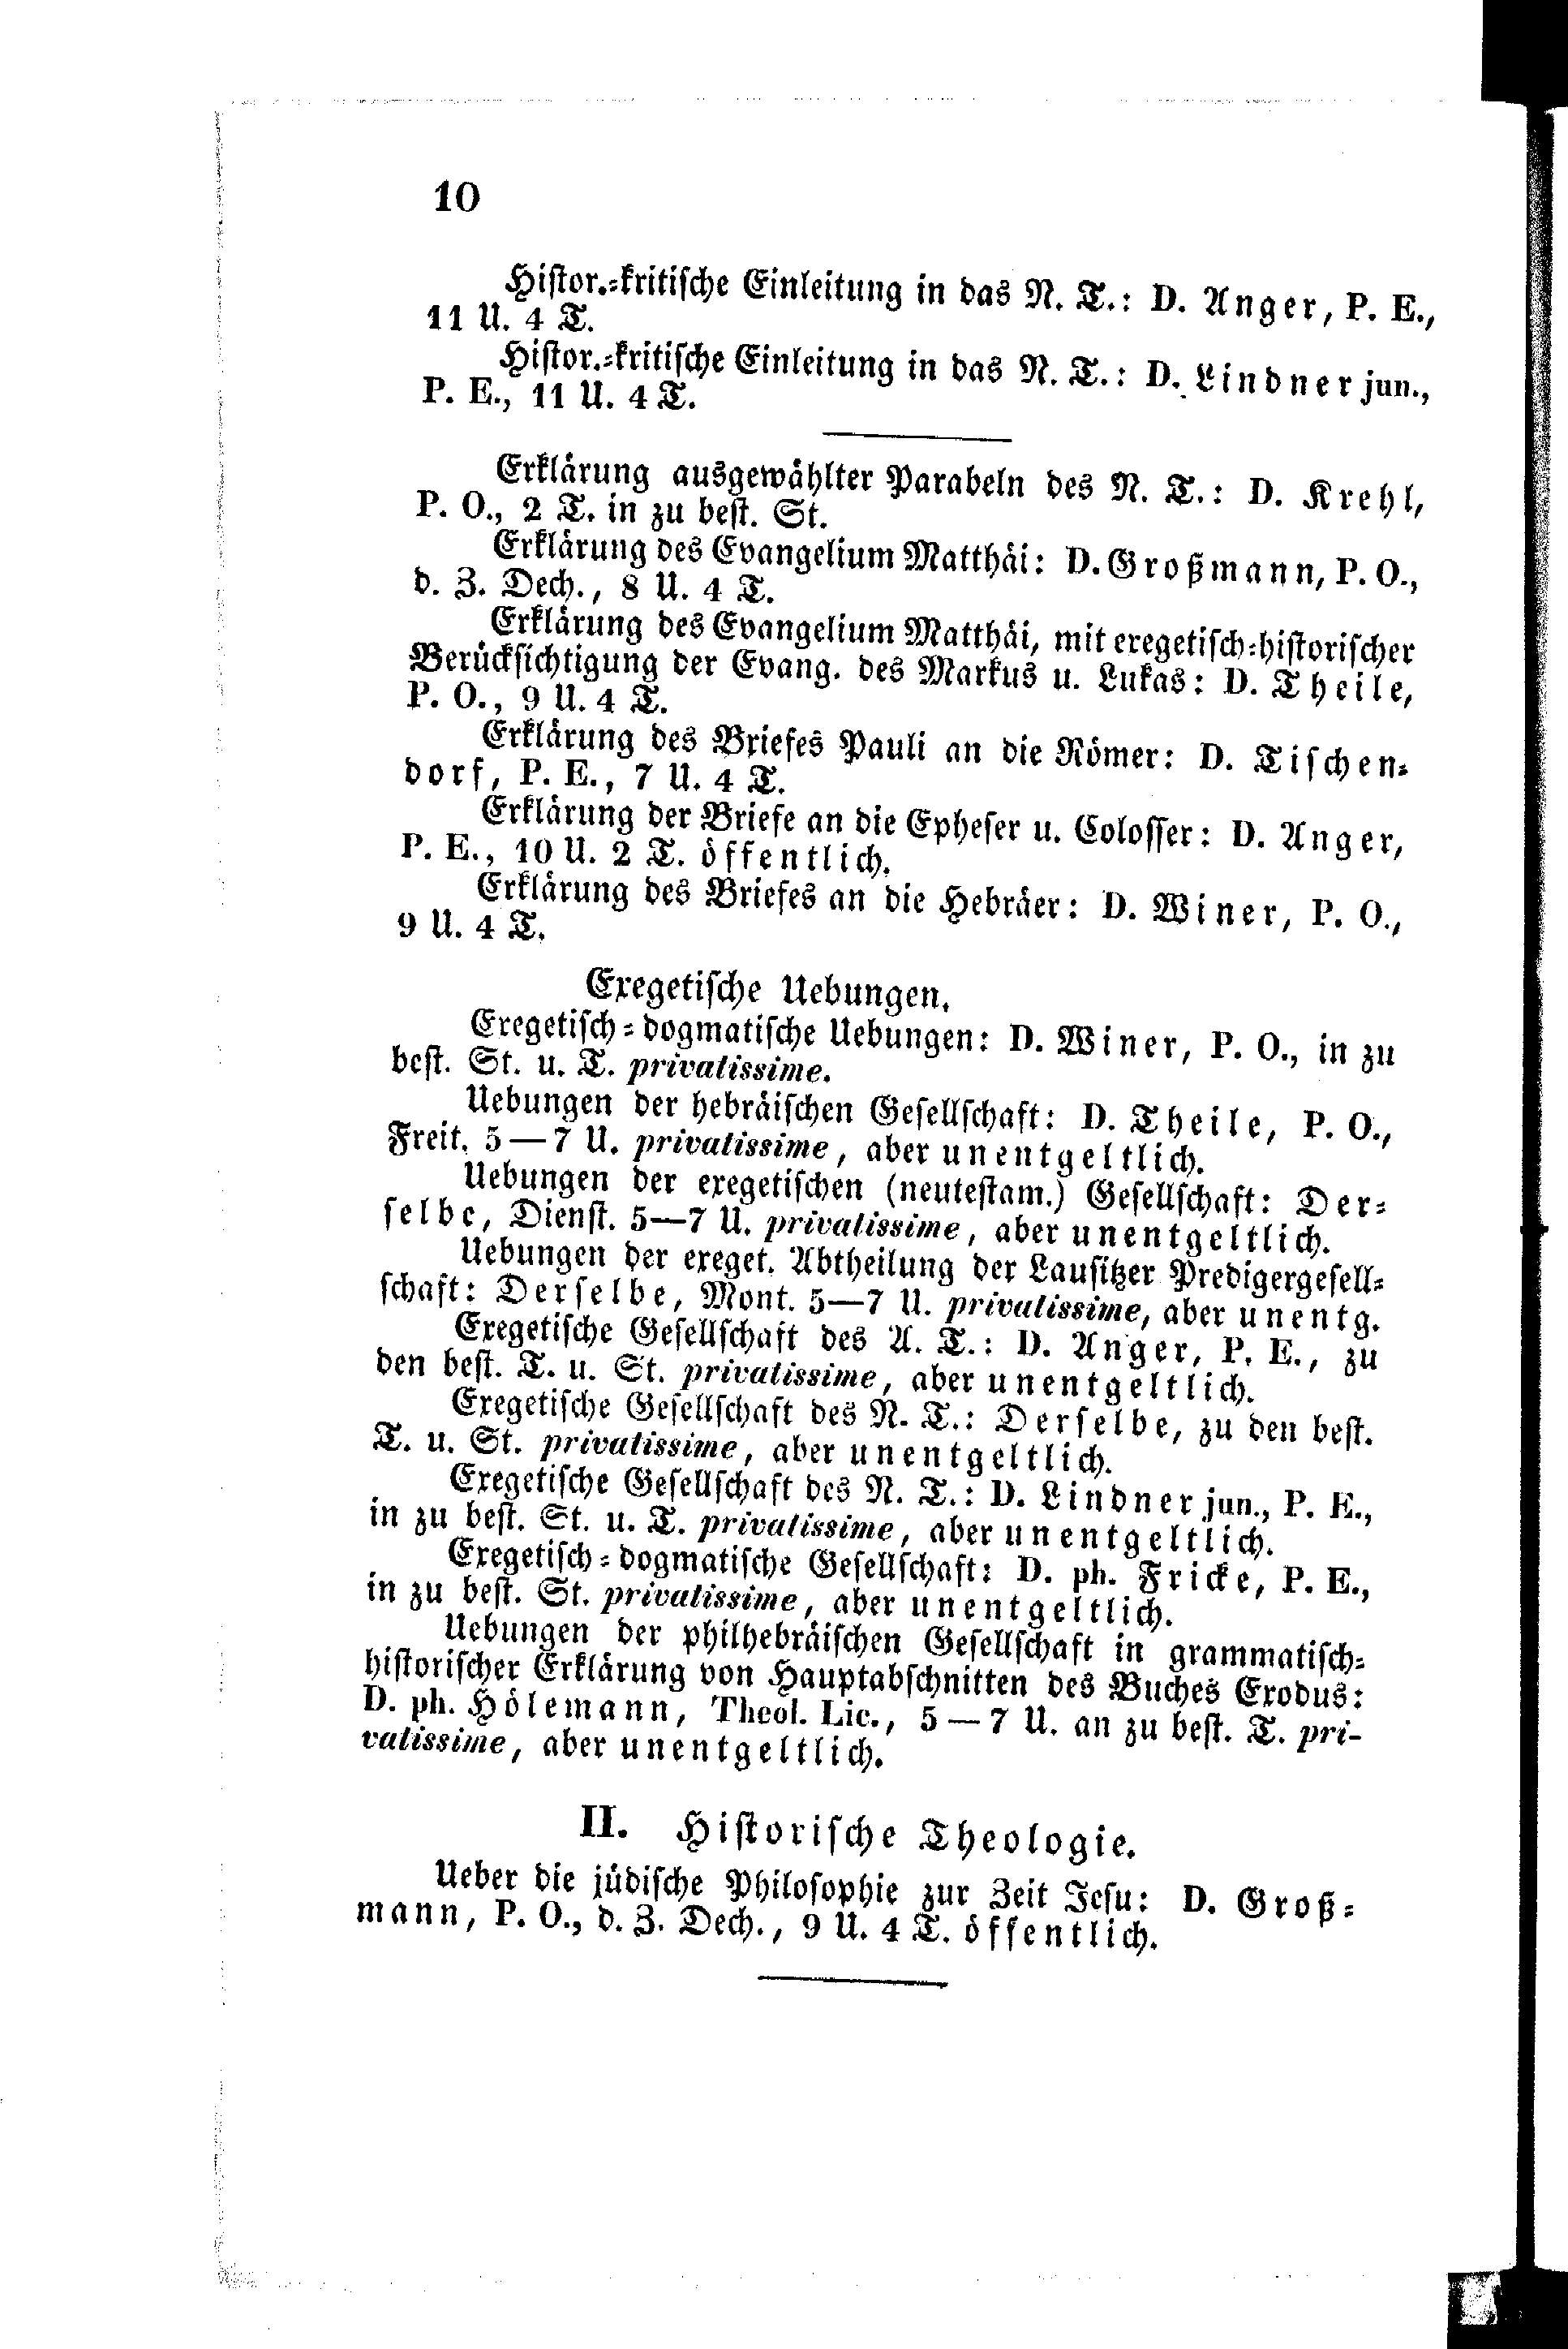 10
Histor.=kritische Einleitung in das N. T.: D. Anger, P. E.,
11 U. 4 T.
Histor.=kritische Einleitung in das N. T.: D. Lindner jun.,
P. E., 11 U. 4 T.
Erklärung ausgewählter Parabeln des N. T.: D. Krehl,
P. O., 2 T. in zu best. St.
Erklärung des Evangelium Matthäi: D. Großmann, P. O.,
d. Z. Dech., 8 U. 4 T.
Erklärung des Evangelium Matthäi, mit exegetisch=historischer
Berücksichtigung der Evang. des Markus u. Lukas: D. Theile,
P. O., 9 U. 4 T.
Erklärung des Briefes Pauli an die Römer: D. Tischen=
dorf, P. E., 7 U. 4 T.
Erklärung der Briefe an die Epheser u. Colosser: D. Anger,
P. E., 10 U. 2 T. öffentlich.
Erklärung des Briefes an die Hebräer: D. Winer, P. O.,
9 U. 4 T.
Exegetische Uebungen.
Exegetisch=dogmatische Uebungen: D. Winer, P. O., in zu
best. St. u. T. privatissime.
Uebungen der hebräischen Gesellschaft: D. Theile, P. O.,
Freit. 5—7 U. privatissime, aber unentgeltlich.
Uebungen der exegetischen (neutestam.) Gesellschaft: Der=
selbe, Dienst. 5—7 U. privatissime, aber unentgeltlich.
Uebungen der exeget. Abtheilung der Lausitzer Predigergesell=
schaft: Derselbe, Mont. 5—7 U. privatissime, aber unentg.
Exegetische Gesellschaft des A. T.: D. Anger, P. E., zu
den best. T. u. St. privatissime, aber unentgeltlich.
Exegetische Gesellschaft des N. T.: Derselbe, zu den best.
T. u. St. privatissime, aber unentgeltlich.
Exegetische Gesellschaft des N. T.: D. Lindner jun., P. E.,
in zu best. St. u. T. privatissime, aber unentgeltlich.
Exegetisch=dogmatische Gesellschaft: D. ph. Fricke, P. E.,
in zu best. St. privatissime, aber unentgeltlich.
Uebungen der philhebräischen Gesellschaft in grammatisch=
historischer Erklärung von Hauptabschnitten des Buches Exodus:
D. ph. Hölemann, Theol. Lic., 5—7 U. an zu best. T. pri-
vatissime, aber unentgeltlich.
II. Historische Theologie.
Ueber die jüdische Philosophie zur Zeit Jesu: D. Groß=
mann, P. O., d. Z. Dech., 9 U. 4 T. öffentlich.